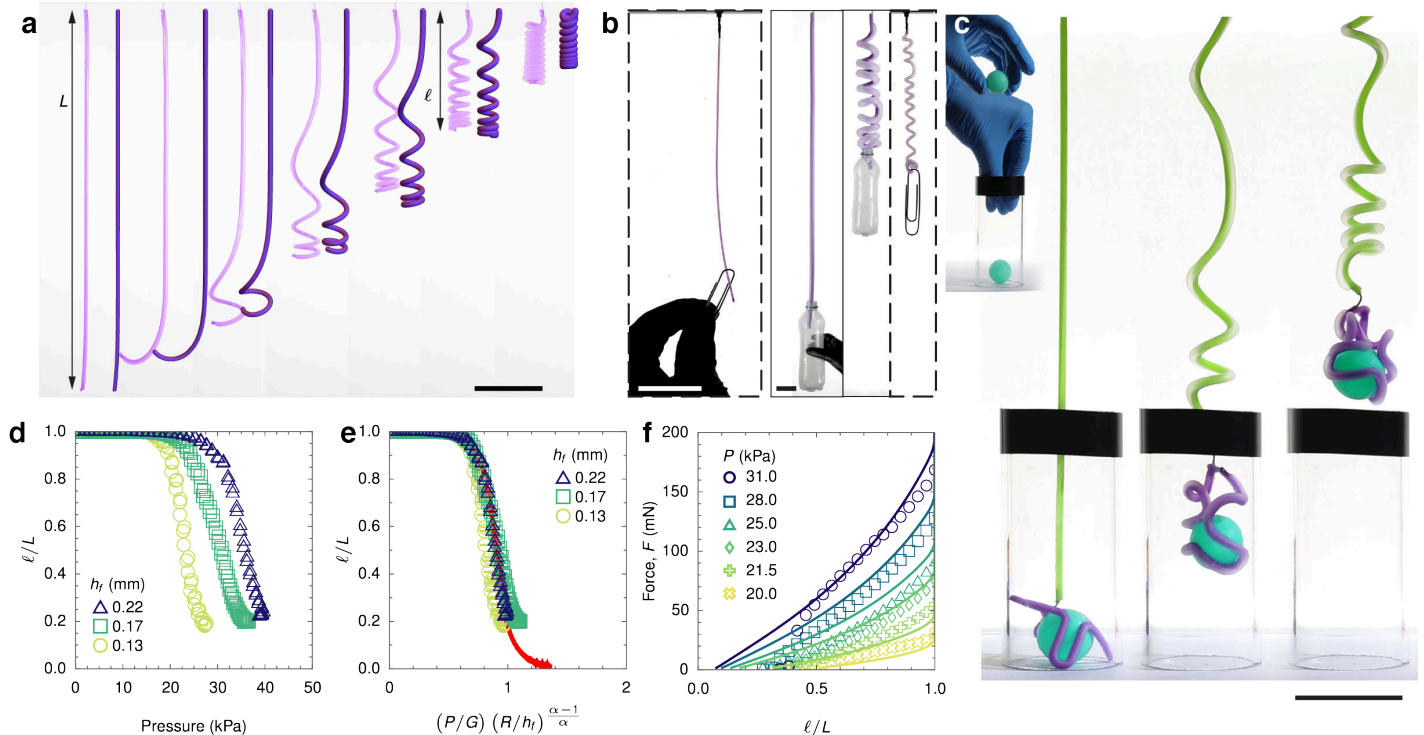 a
L
ℓ
b
c
d
1.0
0.8
0.6
0.4
0.2
0.0
ℓ/L
h_f (mm)
0.22
0.17
0.13
0 10 20 30 40 50
Pressure (kPa)
e
1.0
0.8
0.6
0.4
0.2
0.0
ℓ/L
h_f (mm)
0.22
0.17
0.13
0 1 2
(P/G) (R/h_f)^{(α−1)/α}
f
200
150
100
50
0
Force, F (mN)
P (kPa)
31.0
28.0
25.0
23.0
21.5
20.0
0.0 0.5 1.0
ℓ/L